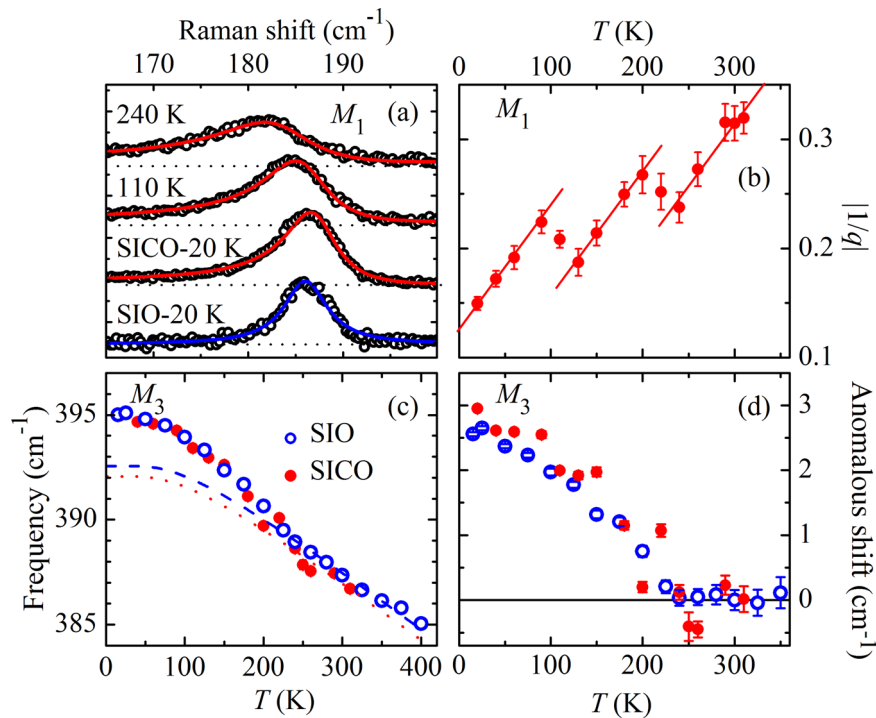 Raman shift (cm-1)
T (K)
170 180 190
0 100 200 300
240 K
M1
(a)
110 K
SICO-20 K
SIO-20 K
M1
(b)
0.3
0.2
0.1
|1/q|
M3
(c)
SIO
SICO
395
390
385
Frequency (cm-1)
0 100 200 300 400
T (K)
M3
(d)
3
2
1
0
Anomalous shift (cm-1)
0 100 200 300
T (K)